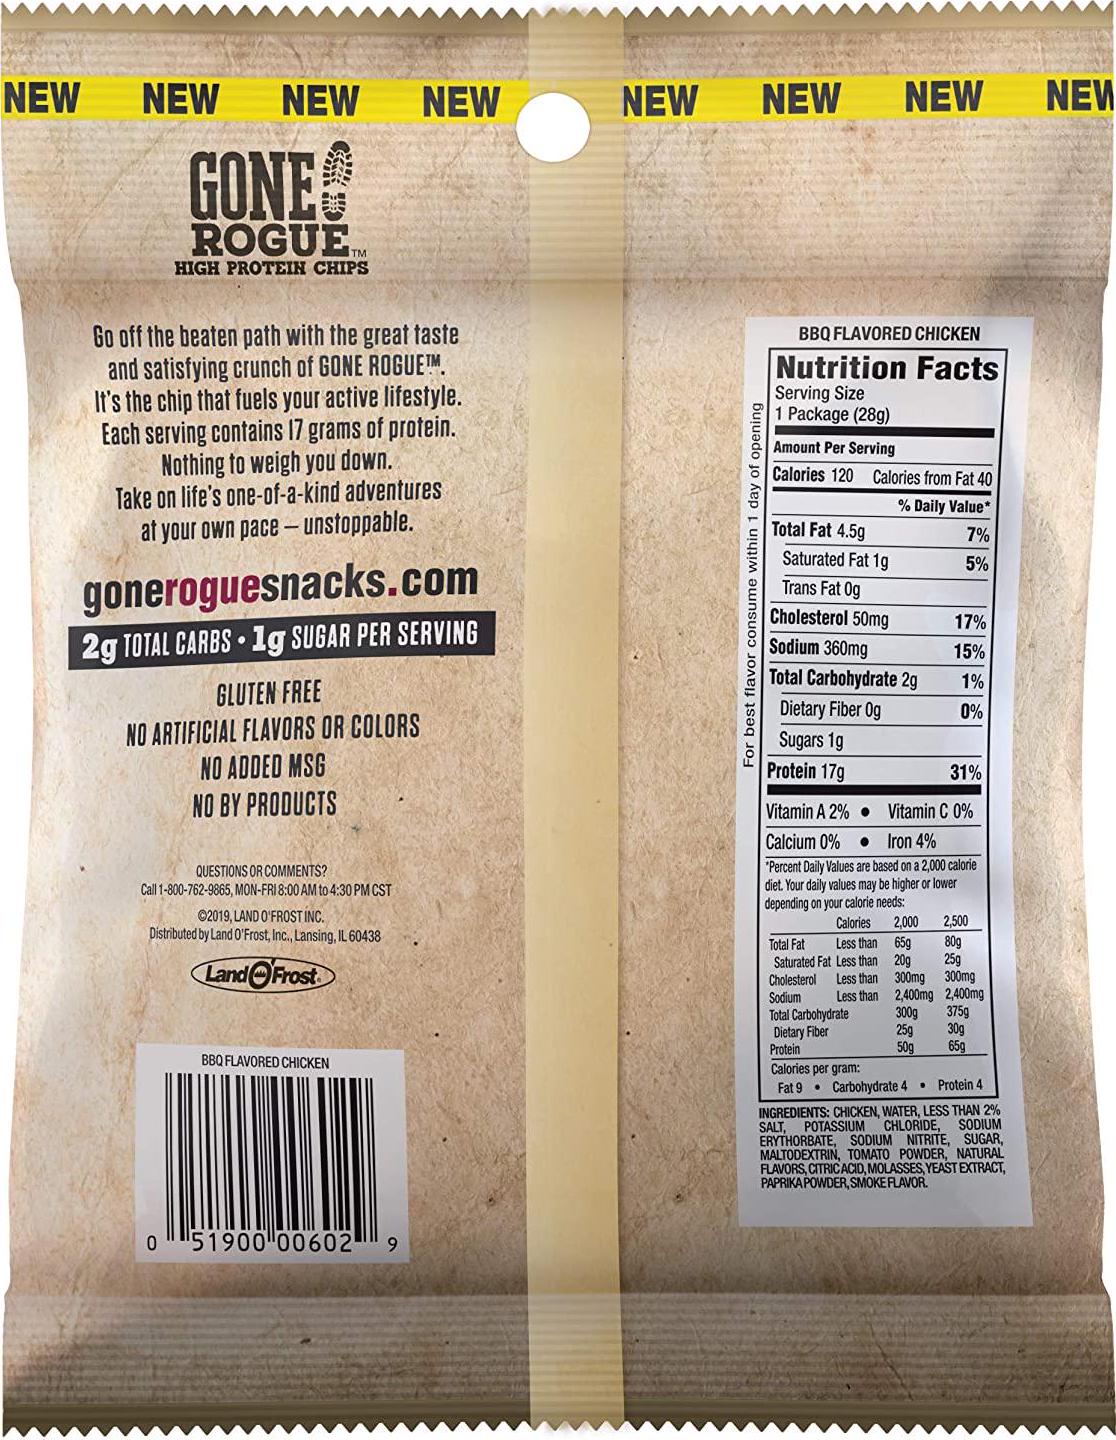 NEW NEW NEW NEW NEW NEW NEW NEW
GONE
ROGUE™
HIGH PROTEIN CHIPS
Go off the beaten path with the great taste
and satisfying crunch of GONE ROGUE™.
It's the chip that fuels your active lifestyle.
Each serving contains 17 grams of protein.
Nothing to weigh you down.
Take on life's one-of-a-kind adventures
at your own pace – unstoppable.
goneroguesnacks.com
2g TOTAL CARBS • 1g SUGAR PER SERVING
GLUTEN FREE
NO ARTIFICIAL FLAVORS OR COLORS
NO ADDED MSG
NO BY PRODUCTS
QUESTIONS OR COMMENTS?
Call 1-800-762-9865, MON-FRI 8:00 AM to 4:30 PM CST
©2019, LAND O'FROST INC.
Distributed by Land O'Frost, Inc., Lansing, IL 60438
Land O'Frost®
BBQ FLAVORED CHICKEN
0 51900 00602 9
For best flavor consume within 1 day of opening
BBQ FLAVORED CHICKEN
Nutrition Facts
Serving Size
1 Package (28g)
Amount Per Serving
Calories 120 Calories from Fat 40
% Daily Value*
Total Fat 4.5g 7%
Saturated Fat 1g 5%
Trans Fat 0g
Cholesterol 50mg 17%
Sodium 360mg 15%
Total Carbohydrate 2g 1%
Dietary Fiber 0g 0%
Sugars 1g
Protein 17g 31%
Vitamin A 2% • Vitamin C 0%
Calcium 0% • Iron 4%
*Percent Daily Values are based on a 2,000 calorie
diet. Your daily values may be higher or lower
depending on your calorie needs:
Calories 2,000 2,500
Total Fat Less than 65g 80g
Saturated Fat Less than 20g 25g
Cholesterol Less than 300mg 300mg
Sodium Less than 2,400mg 2,400mg
Total Carbohydrate 300g 375g
Dietary Fiber 25g 30g
Protein 50g 65g
Calories per gram:
Fat 9 • Carbohydrate 4 • Protein 4
INGREDIENTS: CHICKEN, WATER, LESS THAN 2%
SALT, POTASSIUM CHLORIDE, SODIUM
ERYTHORBATE, SODIUM NITRITE, SUGAR,
MALTODEXTRIN, TOMATO POWDER, NATURAL
FLAVORS, CITRIC ACID, MOLASSES, YEAST EXTRACT,
PAPRIKA POWDER, SMOKE FLAVOR.